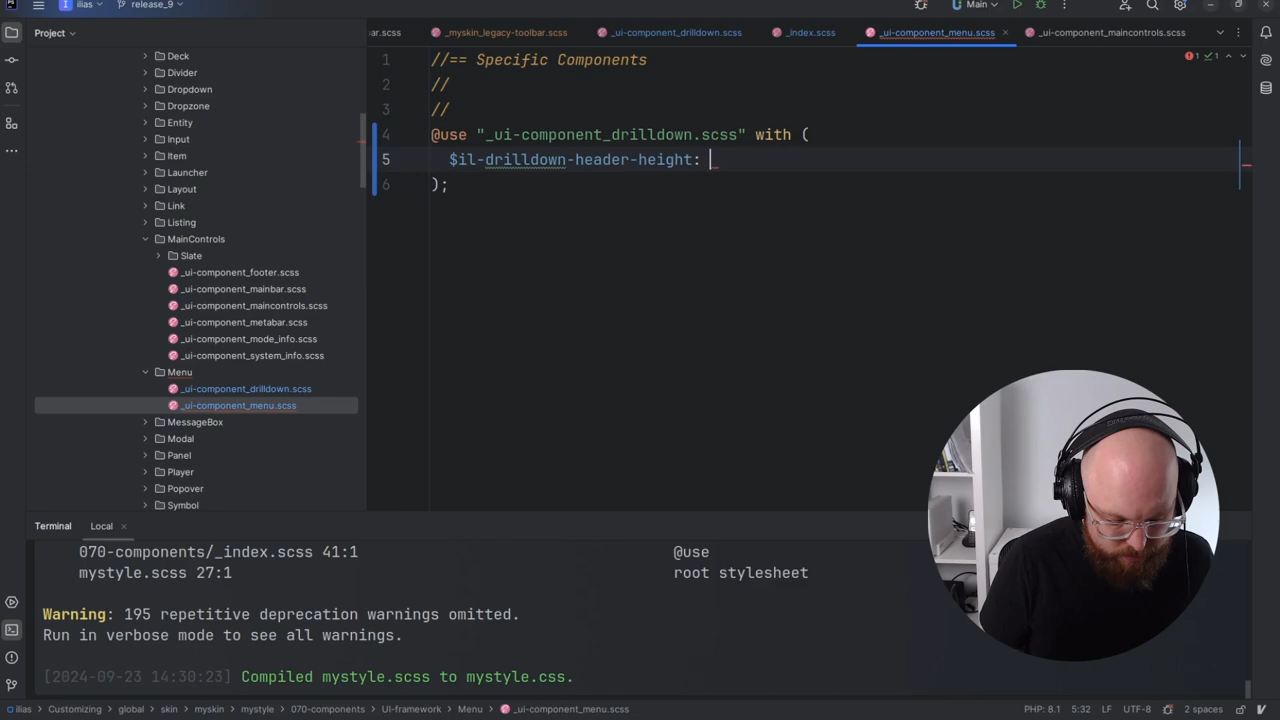 ilias
release_9
Main
Project
bar.scss
_myskin_legacy-toolbar.scss
_ui-component_drilldown.scss
_index.scss
_ui-component_menu.scss
_ui-component_maincontrols.scss
Deck
Divider
Dropdown
Dropzone
Entity
Input
Item
Launcher
Layout
Link
Listing
MainControls
Slate
_ui-component_footer.scss
_ui-component_mainbar.scss
_ui-component_maincontrols.scss
_ui-component_metabar.scss
_ui-component_mode_info.scss
_ui-component_system_info.scss
Menu
_ui-component_drilldown.scss
_ui-component_menu.scss
MessageBox
Modal
Panel
Player
Popover
Symbol
1 //== Specific Components
2 //
3 //
4 @use "_ui-component_drilldown.scss" with (
5 $il-drilldown-header-height:
6 );
1 1
Terminal Local
070-components/_index.scss 41:1 @use
mystyle.scss 27:1 root stylesheet
Warning: 195 repetitive deprecation warnings omitted.
Run in verbose mode to see all warnings.
[2024-09-23 14:30:23] Compiled mystyle.scss to mystyle.css.
ilias > Customizing > global > skin > myskin > mystyle > 070-components > UI-framework > Menu > _ui-component_menu.scss
PHP: 8.1 5:32 LF UTF-8 2 spaces